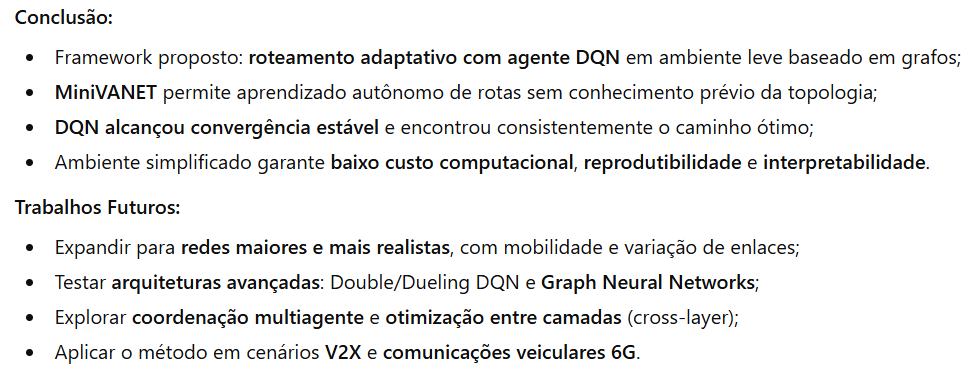 Conclusão:
• Framework proposto: roteamento adaptativo com agente DQN em ambiente leve baseado em grafos;
• MiniVANET permite aprendizado autônomo de rotas sem conhecimento prévio da topologia;
• DQN alcançou convergência estável e encontrou consistentemente o caminho ótimo;
• Ambiente simplificado garante baixo custo computacional, reprodutibilidade e interpretabilidade.
Trabalhos Futuros:
• Expandir para redes maiores e mais realistas, com mobilidade e variação de enlaces;
• Testar arquiteturas avançadas: Double/Dueling DQN e Graph Neural Networks;
• Explorar coordenação multiagente e otimização entre camadas (cross-layer);
• Aplicar o método em cenários V2X e comunicações veiculares 6G.